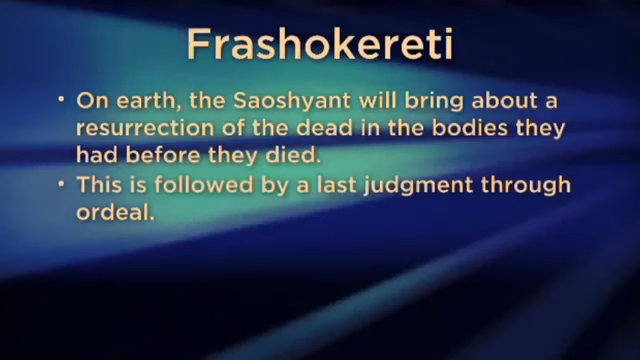 Frashokereti
• On earth, the Saoshyant will bring about a
resurrection of the dead in the bodies they
had before they died.
• This is followed by a last judgment through
ordeal.